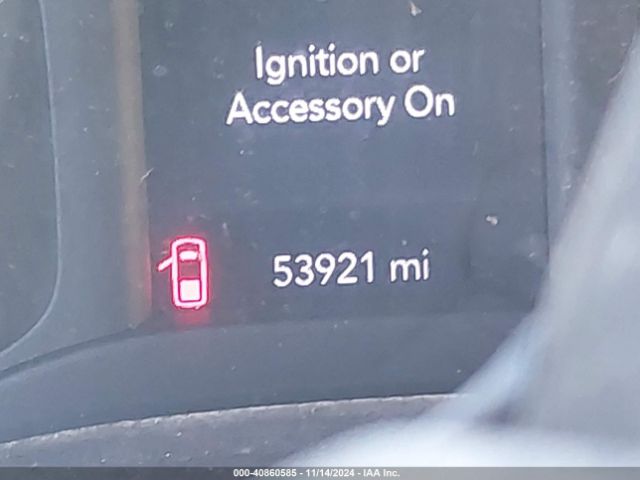 Ignition or
Accessory On
53921 mi
000-40860585 - 11/14/2024 - IAA Inc.